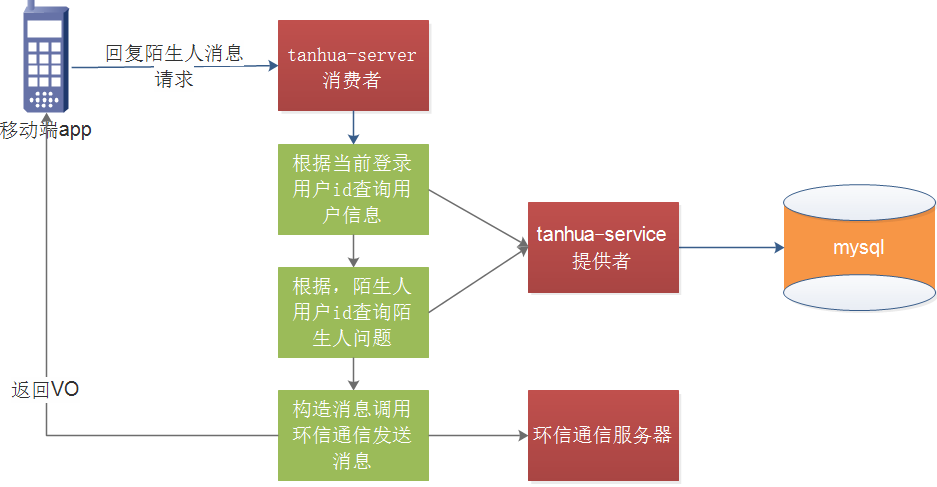 回复陌生人消息
请求
移动端app
tanhua-server
消费者
根据当前登录
用户id查询用
户信息
根据，陌生人
用户id查询陌
生人问题
tanhua-service
提供者
mysql
返回VO
构造消息调用
环信通信发送
消息
环信通信服务器